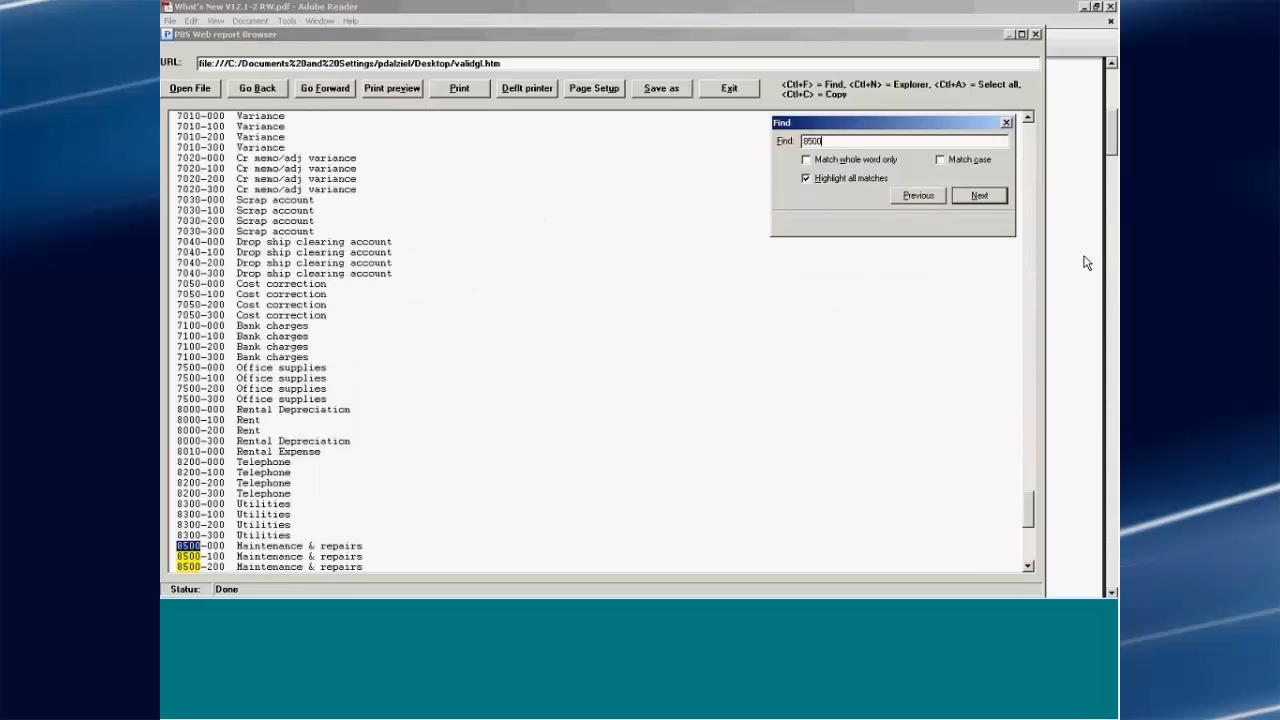 What's New V12.1-2 RW.pdf - Adobe Reader
File Edit View Document Tools Window Help
PBS Web report Browser
URL: file:///C:/Documents%20and%20Settings/pdalziel/Desktop/validgl.htm
Open File Go Back Go Forward Print preview Print Deflt printer Page Setup Save as Exit <Ctl+F> = Find, <Ctl+N> = Explorer, <Ctl+A> = Select all,
<Ctl+C> = Copy
7010-000 Variance
7010-100 Variance
7010-200 Variance
7010-300 Variance
7020-000 Cr memo/adj variance
7020-100 Cr memo/adj variance
7020-200 Cr memo/adj variance
7020-300 Cr memo/adj variance
7030-000 Scrap account
7030-100 Scrap account
7030-200 Scrap account
7030-300 Scrap account
7040-000 Drop ship clearing account
7040-100 Drop ship clearing account
7040-200 Drop ship clearing account
7040-300 Drop ship clearing account
7050-000 Cost correction
7050-100 Cost correction
7050-200 Cost correction
7050-300 Cost correction
7100-000 Bank charges
7100-100 Bank charges
7100-200 Bank charges
7100-300 Bank charges
7500-000 Office supplies
7500-100 Office supplies
7500-200 Office supplies
7500-300 Office supplies
8000-000 Rental Depreciation
8000-100 Rent
8000-200 Rent
8000-300 Rental Depreciation
8010-000 Rental Expense
8200-000 Telephone
8200-100 Telephone
8200-200 Telephone
8200-300 Telephone
8300-000 Utilities
8300-100 Utilities
8300-200 Utilities
8300-300 Utilities
8500-000 Maintenance & repairs
8500-100 Maintenance & repairs
8500-200 Maintenance & repairs
Find
Find: 8500
Match whole word only Match case
Highlight all matches
Previous Next
Status: Done